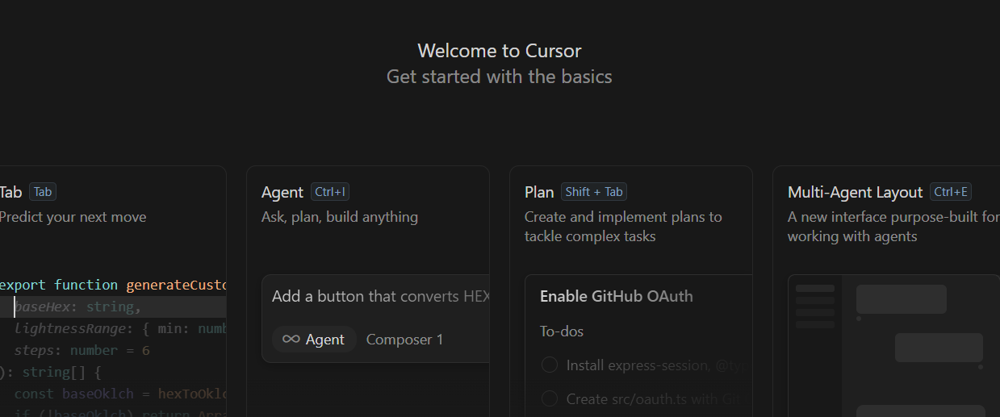 Welcome to Cursor
Get started with the basics
Tab Tab
Predict your next move
export function generateCusto
baseHex: string,
lightnessRange: { min: numb
steps: number = 6
): string[] {
const baseOklch = hexToOklc
if (!baseOklch) return Arra
Agent Ctrl+I
Ask, plan, build anything
Add a button that converts HEX
Agent Composer 1
Plan Shift + Tab
Create and implement plans to
tackle complex tasks
Enable GitHub OAuth
To-dos
Install express-session, @typ
Create src/oauth.ts with Git
Multi-Agent Layout Ctrl+E
A new interface purpose-built for
working with agents